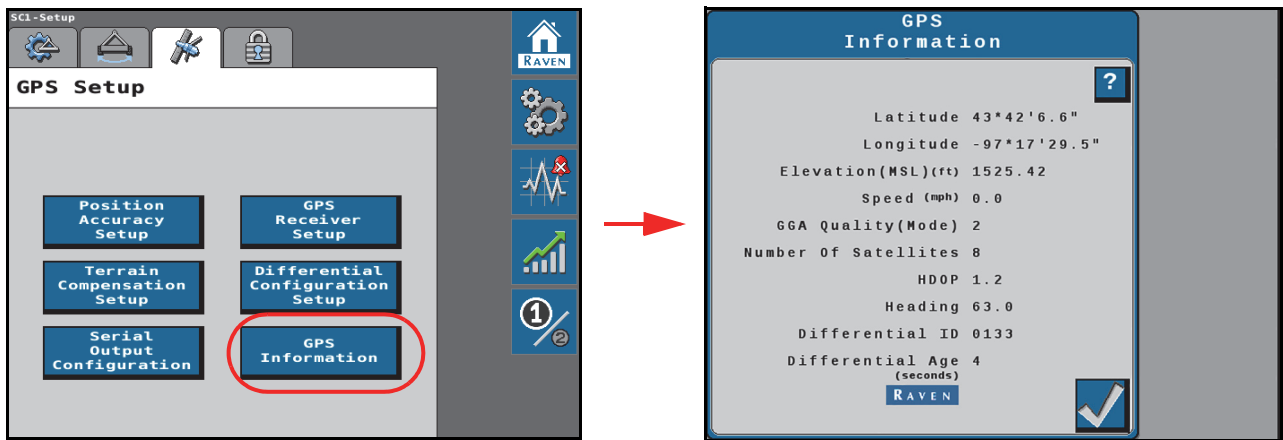 SC1-Setup
RAVEN
GPS Setup
Position
Accuracy
Setup
GPS
Receiver
Setup
Terrain
Compensation
Setup
Differential
Configuration
Setup
Serial
Output
Configuration
GPS
Information
1/2
GPS
Information
?
Latitude 43*42'6.6"
Longitude -97*17'29.5"
Elevation(MSL)(ft) 1525.42
Speed (mph) 0.0
GGA Quality(Mode) 2
Number Of Satellites 8
HDOP 1.2
Heading 63.0
Differential ID 0133
Differential Age 4
(seconds)
RAVEN